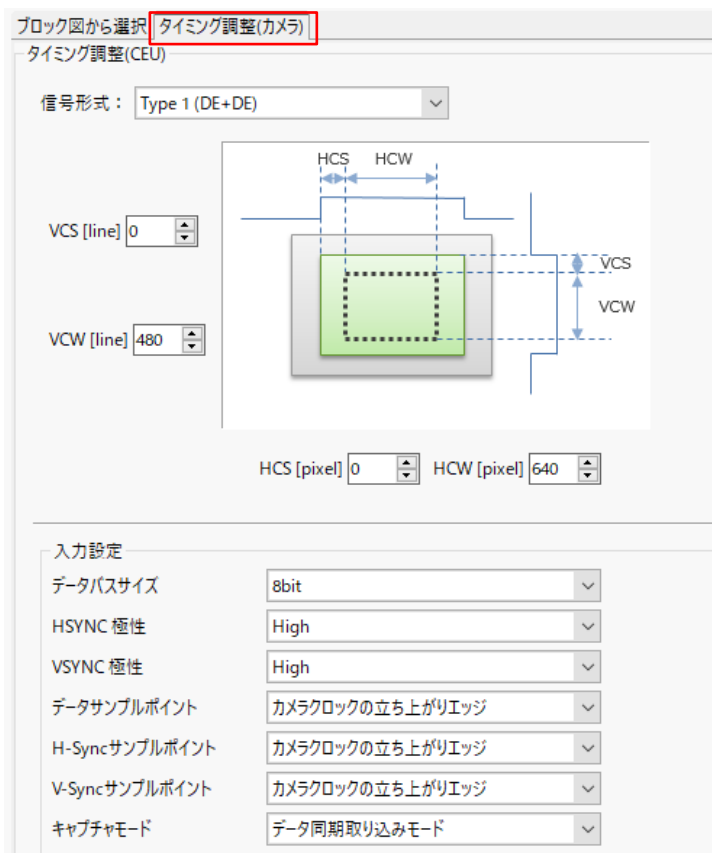 ブロック図から選択 タイミング調整(カメラ)
タイミング調整(CEU)
信号形式： Type 1 (DE+DE)
HCS HCW
VCS [line] 0
VCS
VCW
VCW [line] 480
HCS [pixel] 0 HCW [pixel] 640
入力設定
データバスサイズ 8bit
HSYNC 極性 High
VSYNC 極性 High
データサンプルポイント カメラクロックの立ち上がりエッジ
H-Syncサンプルポイント カメラクロックの立ち上がりエッジ
V-Syncサンプルポイント カメラクロックの立ち上がりエッジ
キャプチャモード データ同期取り込みモード